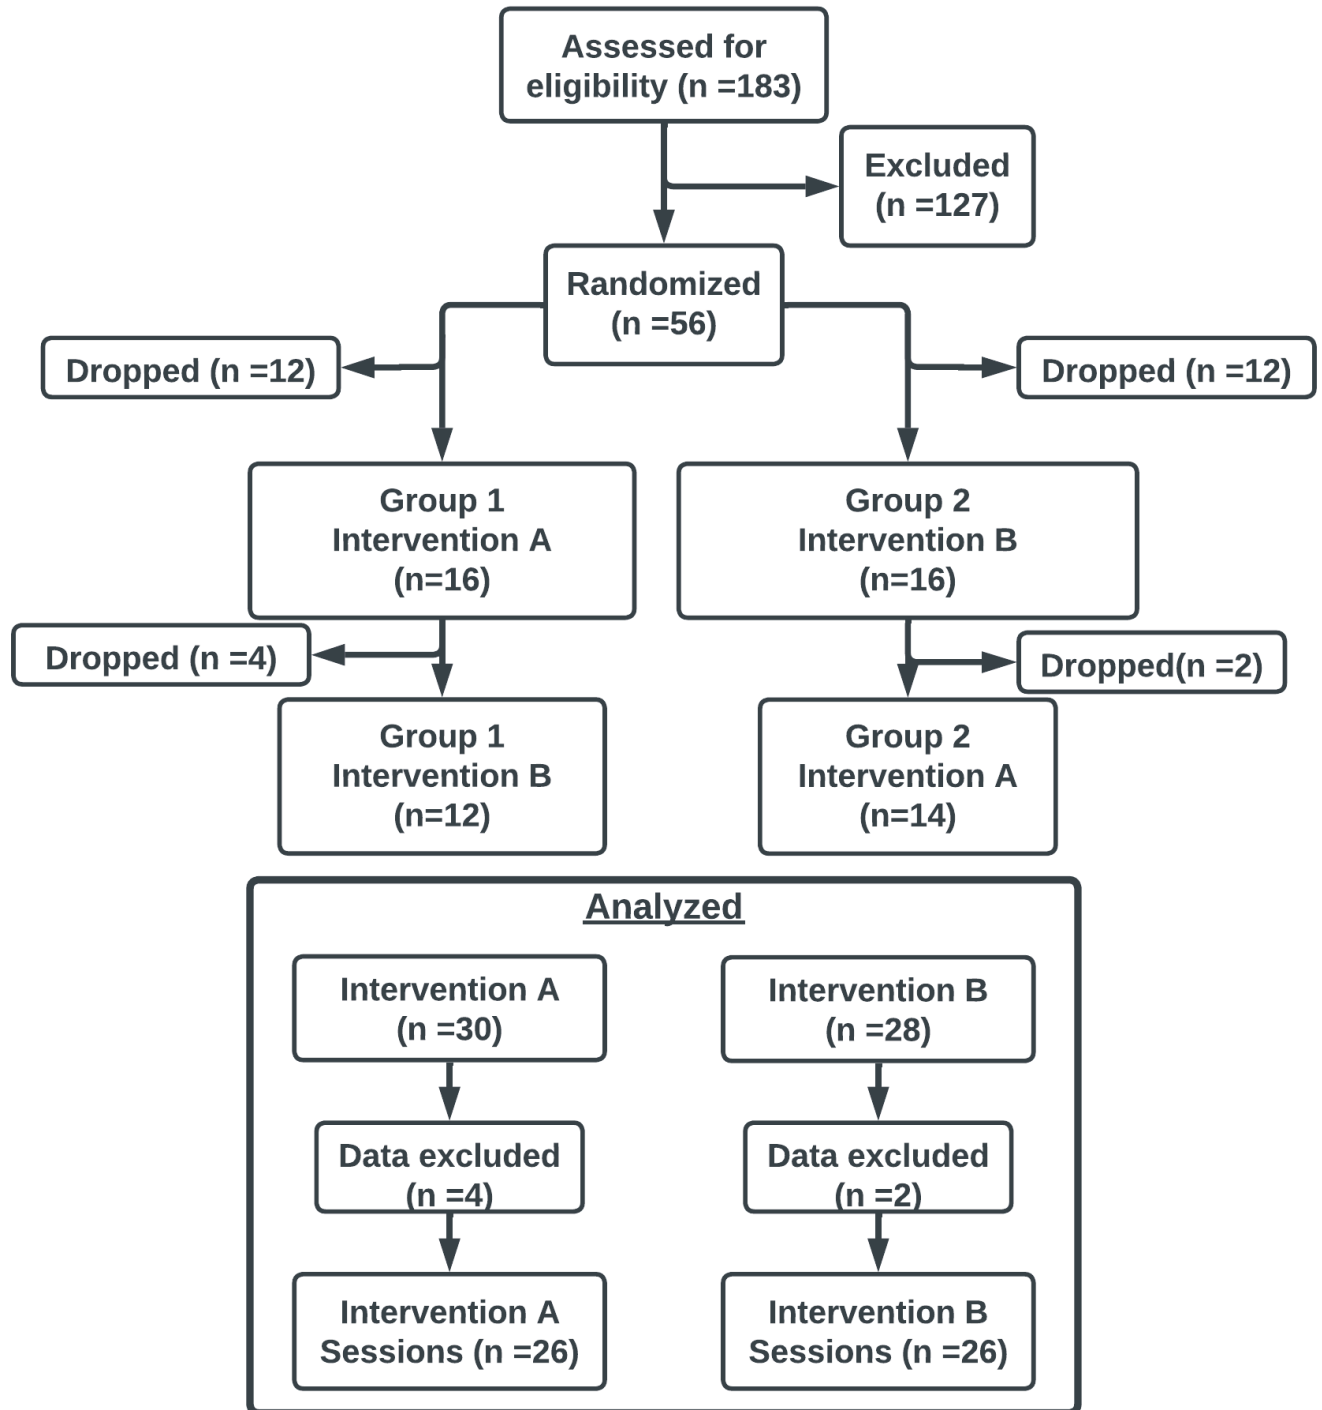 Assessed for
eligibility (n =183)
Excluded
(n =127)
Randomized
(n =56)
Dropped (n =12)
Dropped (n =12)
Group 1
Intervention A
(n=16)
Group 2
Intervention B
(n=16)
Dropped (n =4)
Dropped(n =2)
Group 1
Intervention B
(n=12)
Group 2
Intervention A
(n=14)
Analyzed
Intervention A
(n =30)
Intervention B
(n =28)
Data excluded
(n =4)
Data excluded
(n =2)
Intervention A
Sessions (n =26)
Intervention B
Sessions (n =26)